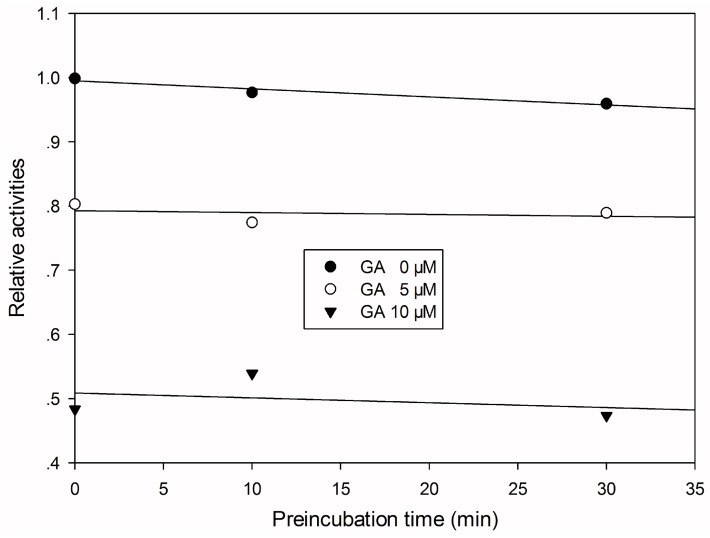 1.1
1.0
.9
.8
.7
.6
.5
.4
Relative activities
GA 0 µM
GA 5 µM
GA 10 µM
0 5 10 15 20 25 30 35
Preincubation time (min)